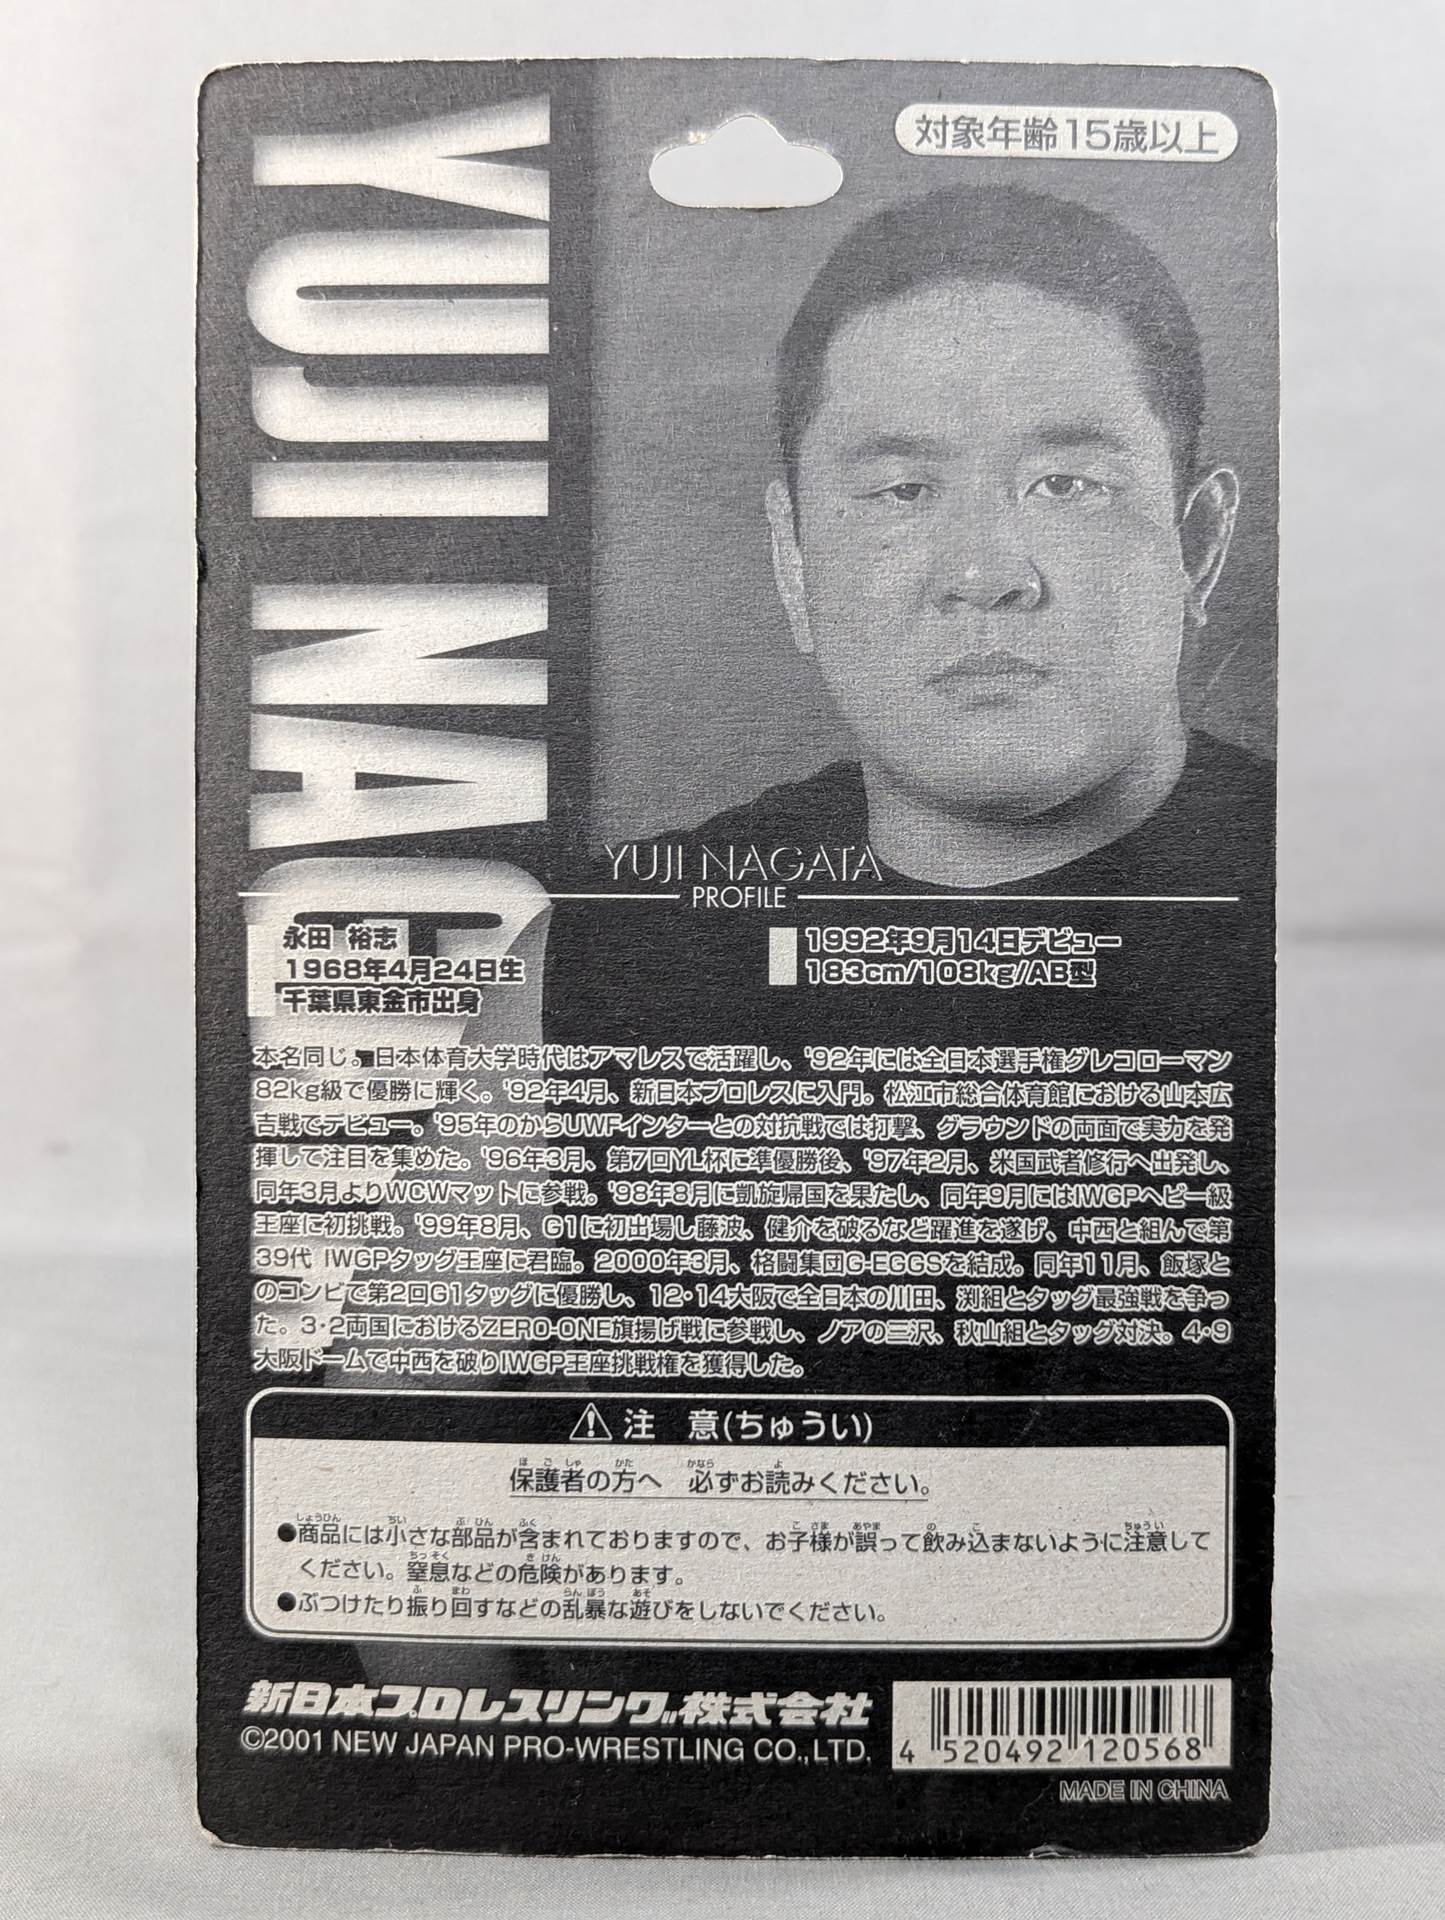 対象年齢15歳以上
YUJI NAGATA
YUJI NAGATA
PROFILE
永田 裕志
1968年4月24日生
千葉県東金市出身
1992年9月14日デビュー
183cm/108kg/AB型
本名同じ。日本体育大学時代はアマレスで活躍し、'92年には全日本選手権グレコローマン
82kg級で優勝に輝く。'92年4月、新日本プロレスに入門。松江市総合体育館における山本広
吉戦でデビュー。'95年のからUWFインターとの対抗戦では打撃、グラウンドの両面で実力を発
揮して注目を集めた。'96年3月、第7回YL杯に準優勝後、'97年2月、米国武者修行へ出発し、
同年3月よりWCWマットに参戦。'98年8月に凱旋帰国を果たし、同年9月にはIWGPヘビー級
王座に初挑戦。'99年8月、G1に初出場し藤波、健介を破るなど躍進を遂げ、中西と組んで第
39代 IWGPタッグ王座に君臨。2000年3月、格闘集団G-EGGSを結成。同年11月、飯塚と
のコンビで第2回G1タッグに優勝し、12・14大阪で全日本の川田、渕組とタッグ最強戦を争っ
た。3・2両国におけるZERO-ONE旗揚げ戦に参戦し、ノアの三沢、秋山組とタッグ対決。4・9
大阪ドームで中西を破りIWGP王座挑戦権を獲得した。
注 意(ちゅうい)
保護者の方へ 必ずお読みください。
●商品には小さな部品が含まれておりますので、お子様が誤って飲み込まないように注意して
ください。窒息などの危険があります。
●ぶつけたり振り回すなどの乱暴な遊びをしないでください。
新日本プロレスリング株式会社
©2001 NEW JAPAN PRO-WRESTLING CO.,LTD.
4 520492 120568
MADE IN CHINA